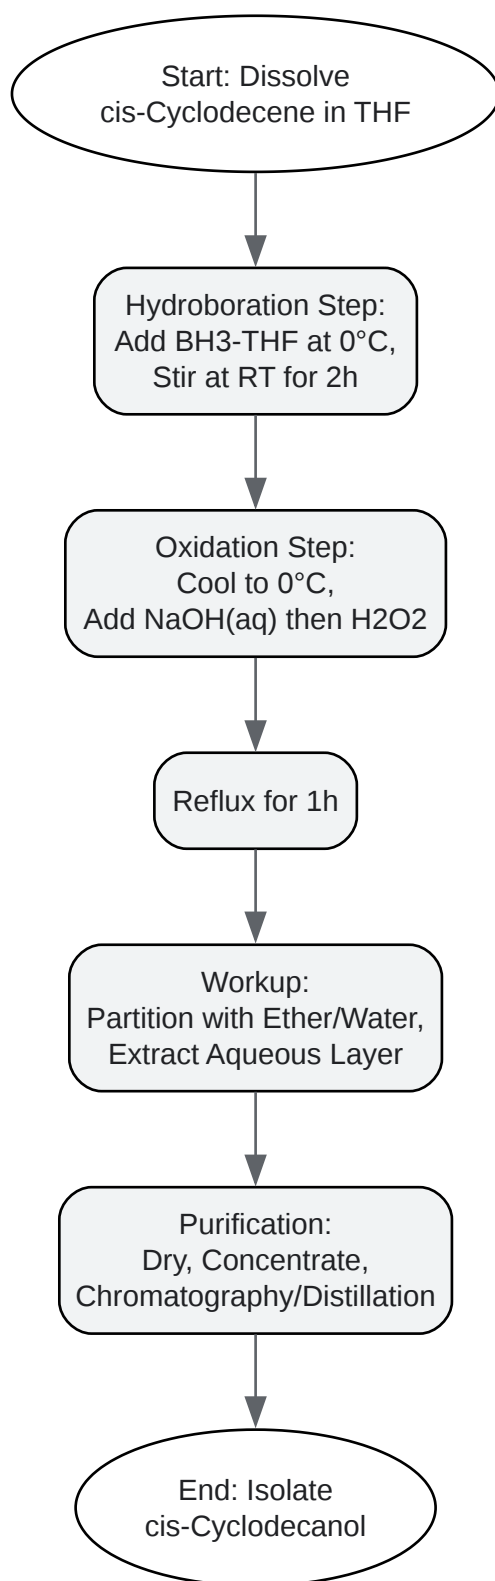 Start: Dissolve
cis-Cyclodecene in THF
Hydroboration Step:
Add BH3-THF at 0°C,
Stir at RT for 2h
Oxidation Step:
Cool to 0°C,
Add NaOH(aq) then H2O2
Reflux for 1h
Workup:
Partition with Ether/Water,
Extract Aqueous Layer
Purification:
Dry, Concentrate,
Chromatography/Distillation
End: Isolate
cis-Cyclodecanol